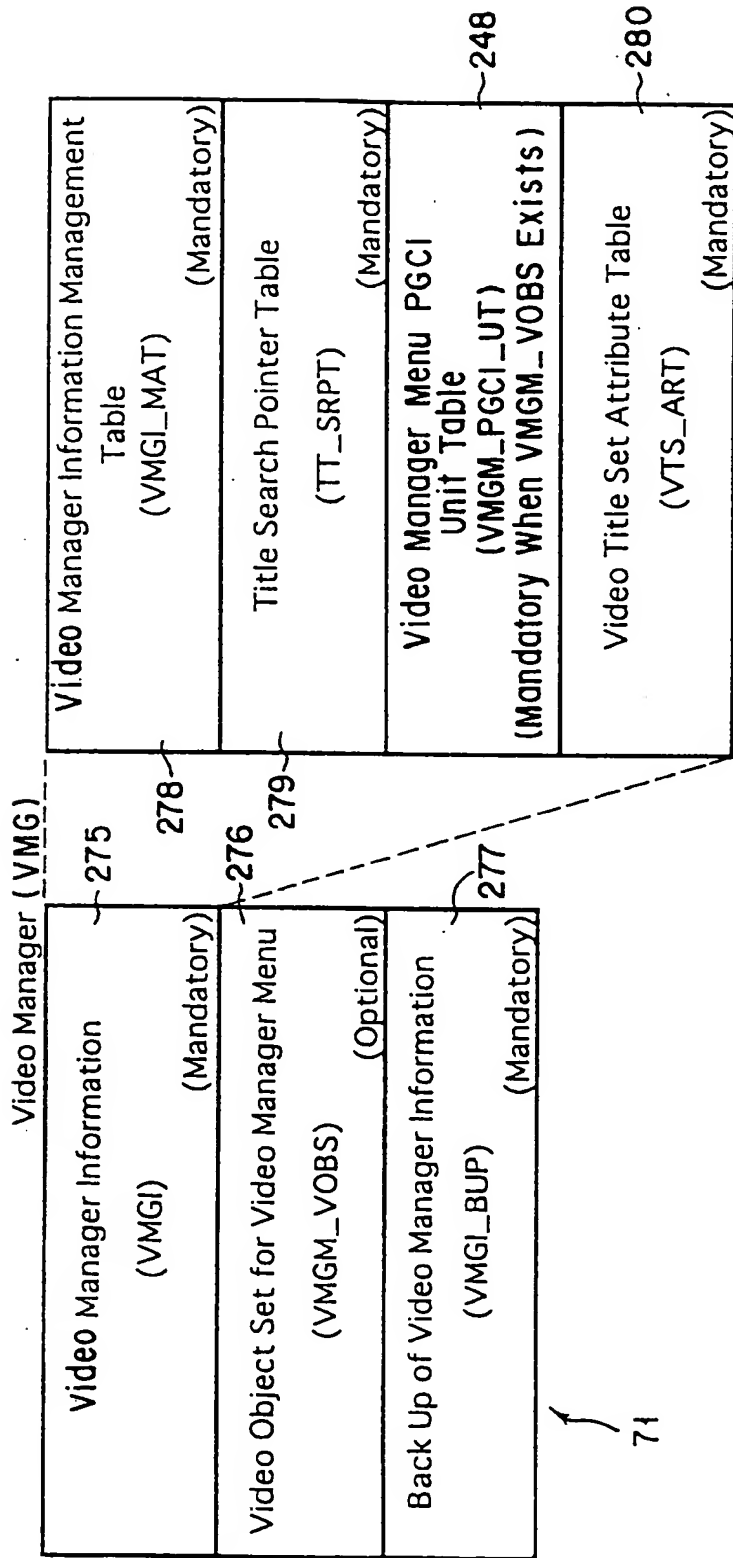 Video Manager (VMG)
275
Video Manager Information
(VMGI)
(Mandatory)
276
Video Object Set for Video Manager Menu
(VMGM_VOBS)
(Optional)
277
Back Up of Video Manager Information
(VMGI_BUP)
(Mandatory)
71
278
Video Manager Information Management
Table
(VMGI_MAT)
(Mandatory)
279
Title Search Pointer Table
(TT_SRPT)
(Mandatory)
248
Video Manager Menu PGCI
Unit Table
(VMGM_PGCI_UT)
(Mandatory When VMGM_VOBS Exists)
280
Video Title Set Attribute Table
(VTS_ART)
(Mandatory)